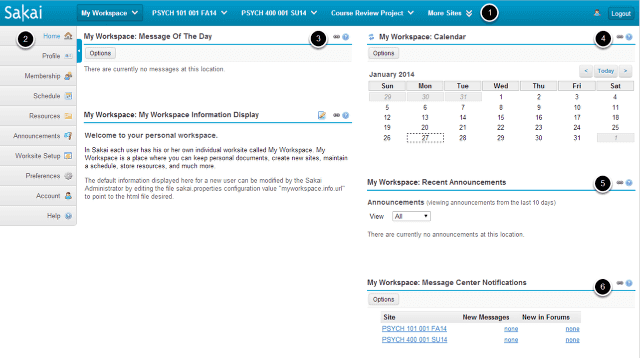 Sakai
My Workspace PSYCH 101 001 FA14 PSYCH 400 001 SU14 Course Review Project More Sites 1 Logout
2 Home
Profile
Membership
Schedule
Resources
Announcements
Worksite Setup
Preferences
Account
Help
My Workspace: Message Of The Day 3
Options
There are currently no messages at this location.
My Workspace: My Workspace Information Display
Welcome to your personal workspace.
In Sakai each user has his or her own individual worksite called My Workspace. My
Workspace is a place where you can keep personal documents, create new sites, maintain
a schedule, store resources, and much more.
The default information displayed here for a new user can be modified by the Sakai
Administrator by editing the file sakai.properties configuration value "myworkspace.info.url"
to point to the html file desired.
My Workspace: Calendar 4
Options
January 2014 < Today >
Sun Mon Tue Wed Thu Fri Sat
29 30 31 1 2 3 4
5 6 7 8 9 10 11
12 13 14 15 16 17 18
19 20 21 22 23 24 25
26 27 28 29 30 31 1
My Workspace: Recent Announcements 5
Announcements (viewing announcements from the last 10 days)
View All
There are currently no announcements at this location.
My Workspace: Message Center Notifications 6
Options
Site New Messages New in Forums
PSYCH 101 001 FA14 none none
PSYCH 400 001 SU14 none none